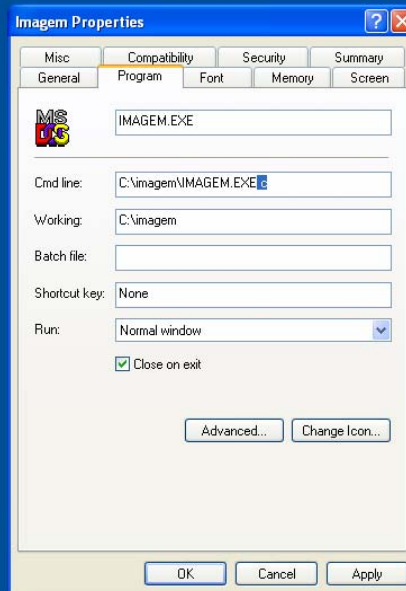 Imagem Properties
Misc Compatibility Security Summary
General Program Font Memory Screen
MS DOS
IMAGEM.EXE
Cmd line: C:\imagem\IMAGEM.EXE c
Working: C:\imagem
Batch file:
Shortcut key: None
Run: Normal window
Close on exit
Advanced... Change Icon...
OK Cancel Apply